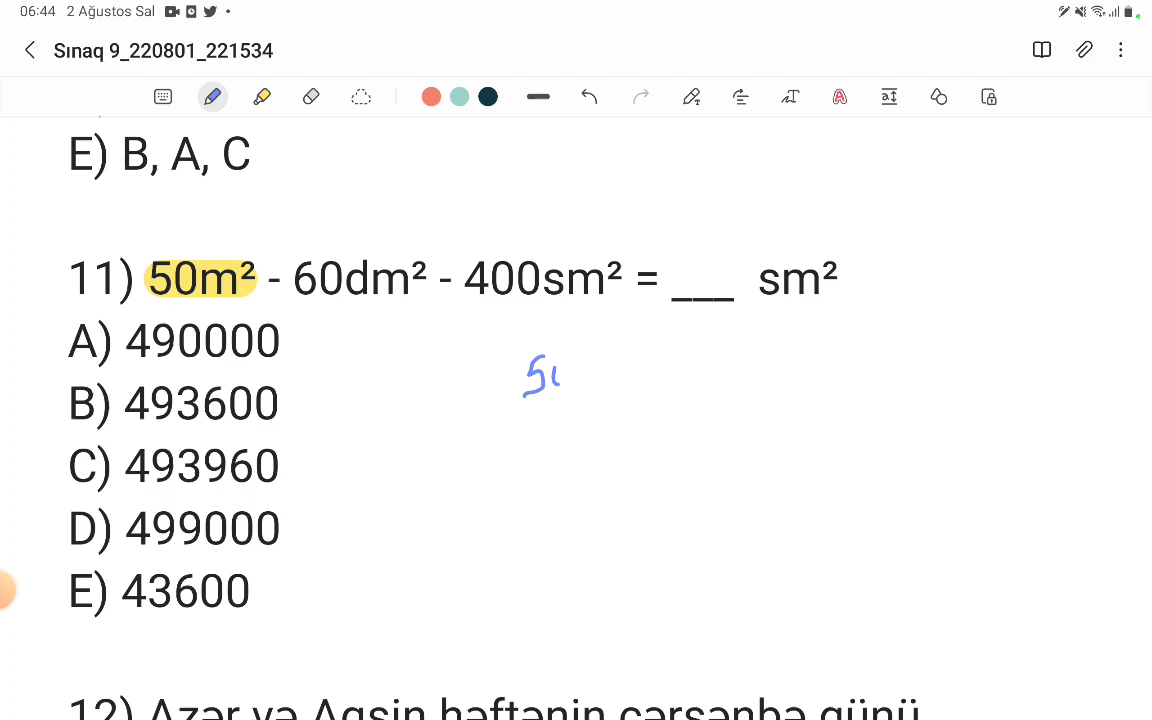 06:44 2 Ağustos Sal
Sınaq 9_220801_221534
E) B, A, C
11) 50m² - 60dm² - 400sm² = ___ sm²
A) 490000
B) 493600
C) 493960
D) 499000
E) 43600
5
12) Azər və Aqşin həftənin çərşənbə günü